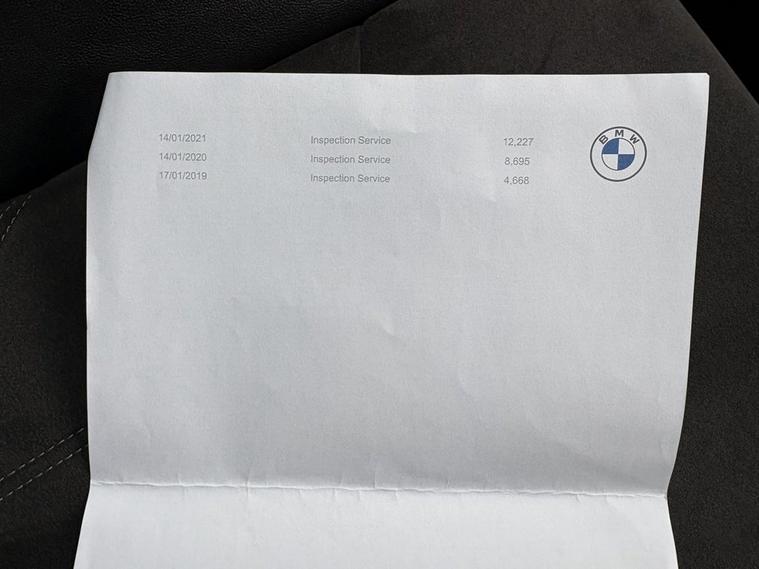 14/01/2021 Inspection Service 12,227
14/01/2020 Inspection Service 8,695
17/01/2019 Inspection Service 4,668
BMW